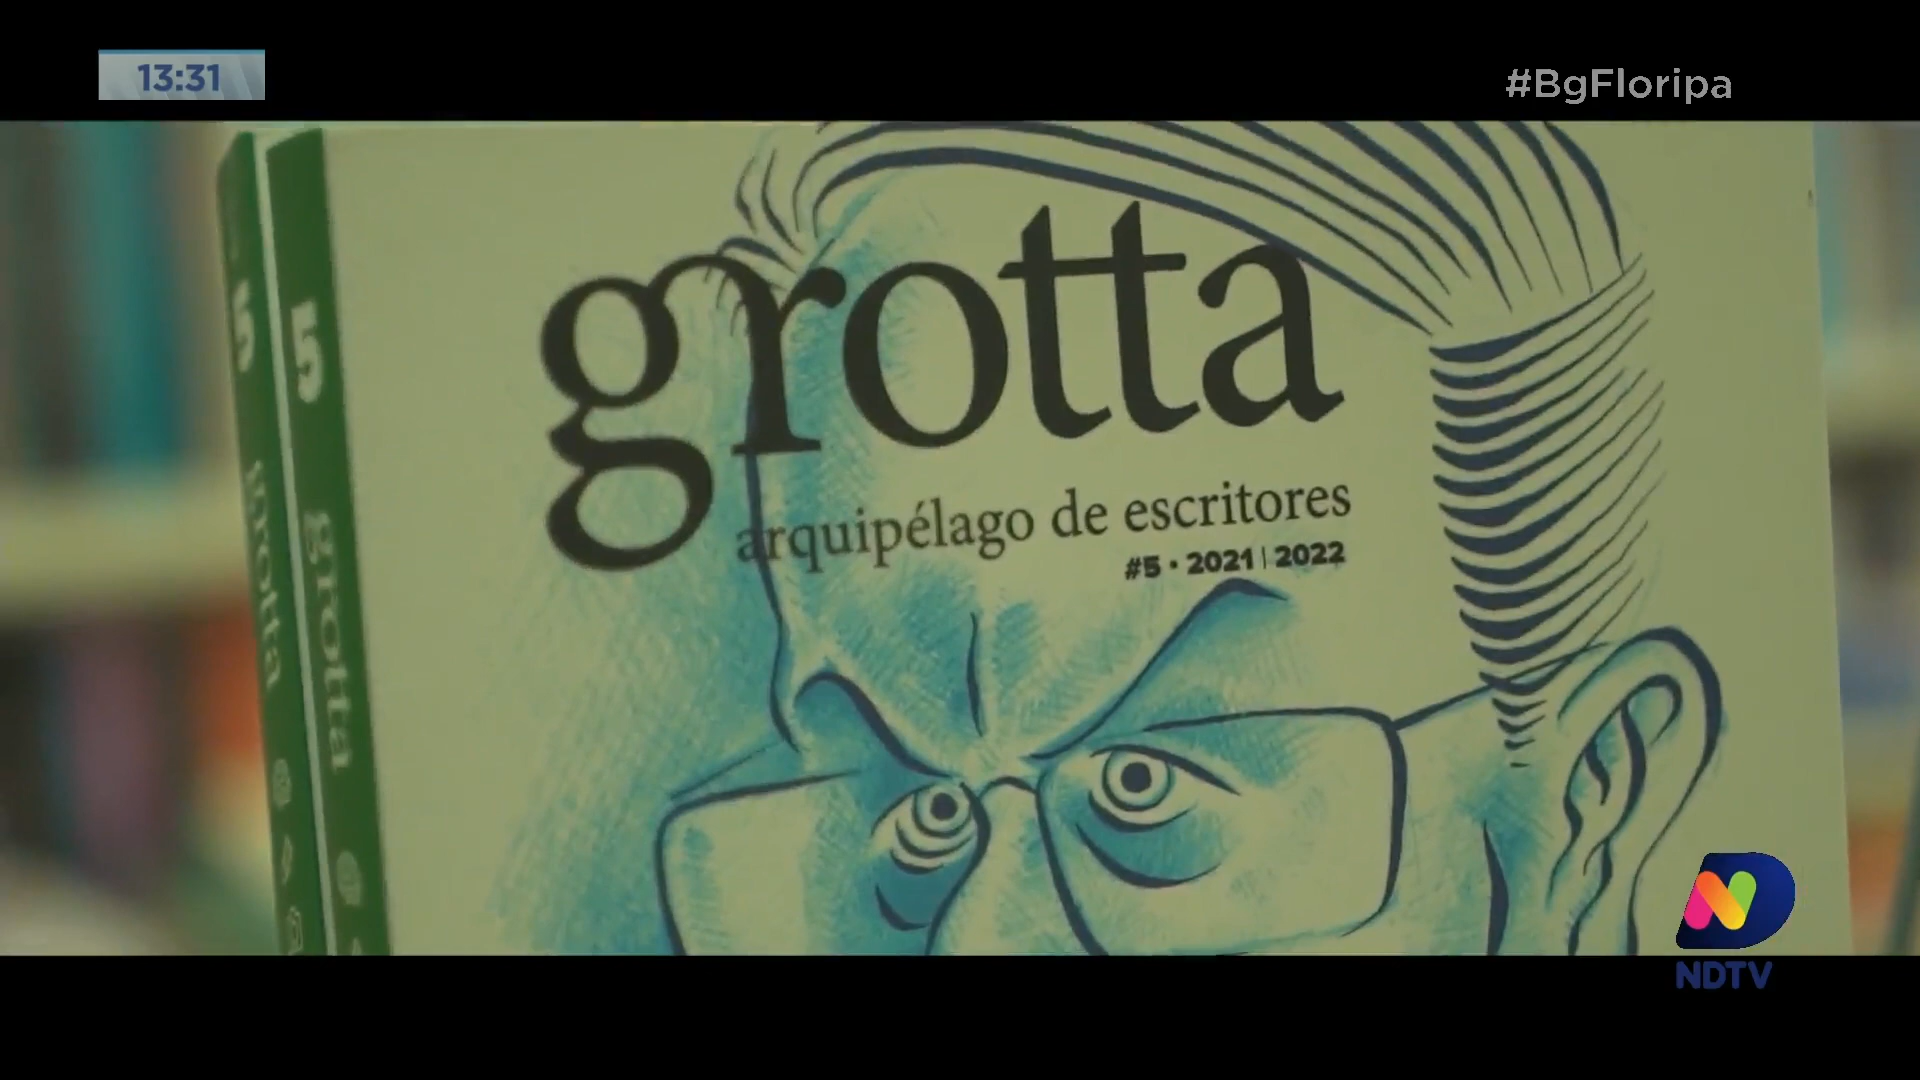 13:31
#BgFloripa
5
grotta
5
grotta
grotta
arquipélago de escritores
#5 • 2021 | 2022
NDTV